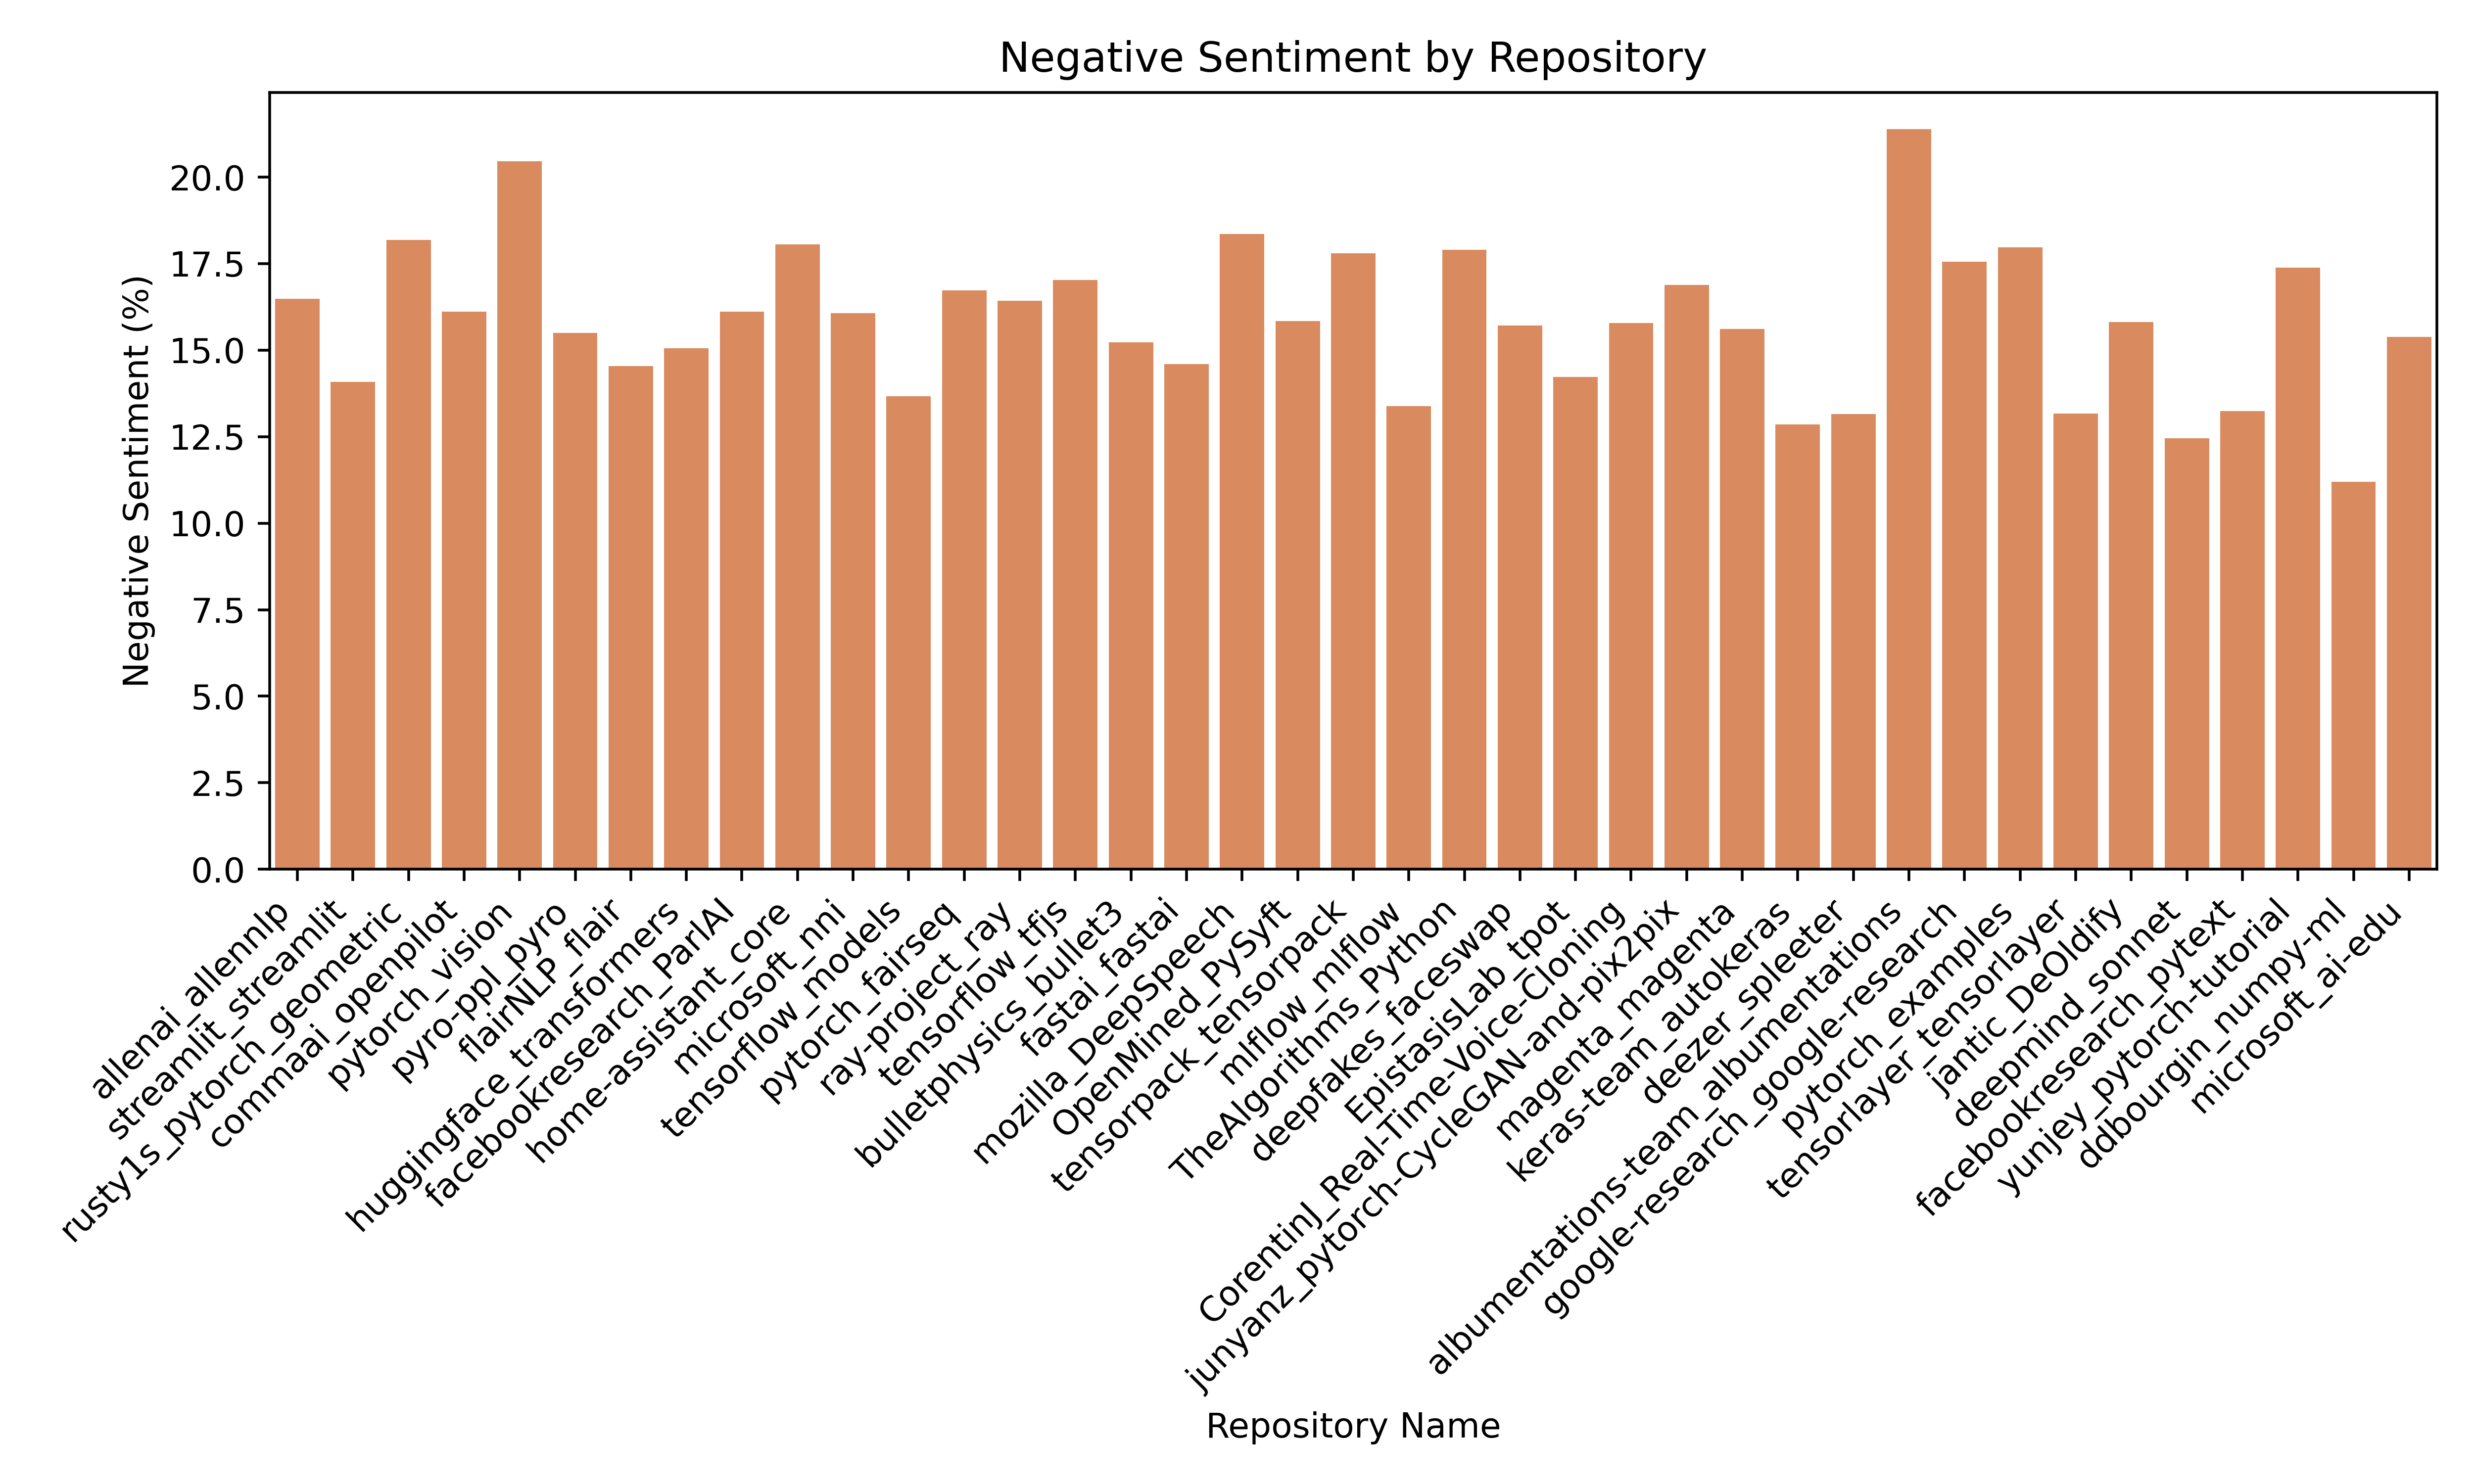 Negative Sentiment by Repository
Negative Sentiment (%)
20.0
17.5
15.0
12.5
10.0
7.5
5.0
2.5
0.0
allenai_allennlp
streamlit_streamlit
rusty1s_pytorch_geometric
commaai_openpilot
pytorch_vision
pyro-ppl_pyro
flairNLP_flair
huggingface_transformers
facebookresearch_ParlAI
home-assistant_core
microsoft_nni
tensorflow_models
pytorch_fairseq
ray-project_ray
tensorflow_tfjs
bulletphysics_bullet3
fastai_fastai
mozilla_DeepSpeech
OpenMined_PySyft
tensorpack_tensorpack
mlflow_mlflow
TheAlgorithms_Python
deepfakes_faceswap
EpistasisLab_tpot
CorentinJ_Real-Time-Voice-Cloning
junyanz_pytorch-CycleGAN-and-pix2pix
magenta_magenta
keras-team_autokeras
deezer_spleeter
albumentations-team_albumentations
google-research_google-research
pytorch_examples
tensorlayer_tensorlayer
jantic_DeOldify
deepmind_sonnet
facebookresearch_pytext
yunjey_pytorch-tutorial
ddbourgin_numpy-ml
microsoft_ai-edu
Repository Name